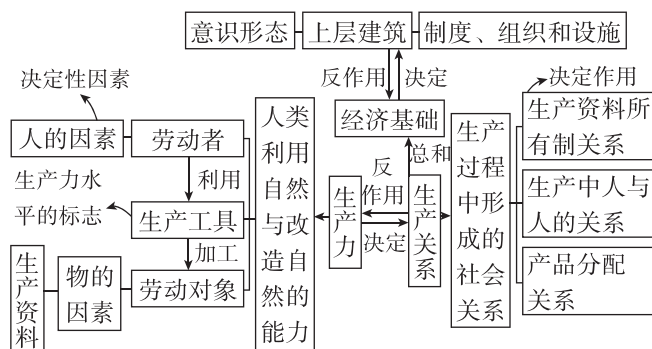 意识形态
上层建筑
制度、组织和设施
反作用
决定
决定性因素
决定作用
人的因素
劳动者
人类利用自然与改造自然的能力
经济基础
生产过程中形成的社会关系
生产资料所
有制关系
总和
利用
生产力水
平的标志
生产工具
生产力
反
作用
决定
生产关系
生产中人与
人的关系
加工
生产资料
物的
因素
劳动对象
产品分配
关系